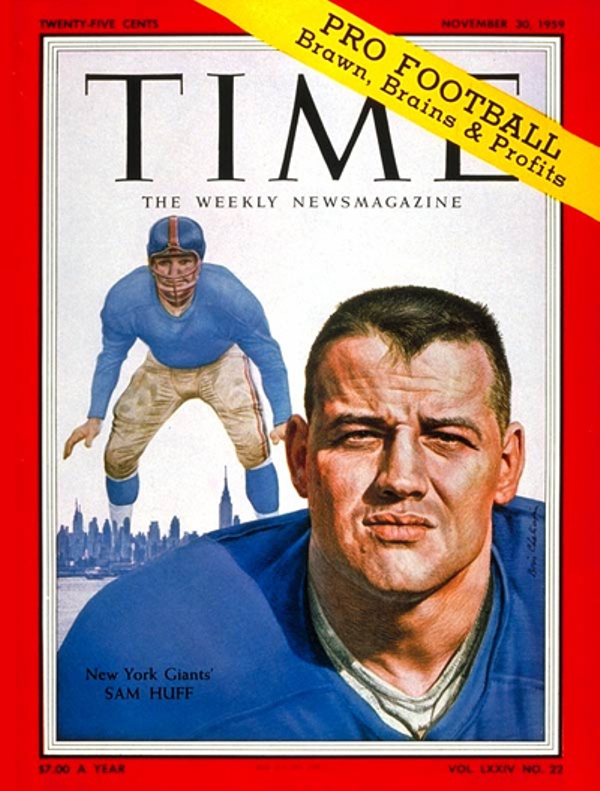 TWENTY-FIVE CENTS
NOVEMBER 30, 1959
PRO FOOTBALL
Brawn, Brains & Profits
TIME
THE WEEKLY NEWSMAGAZINE
New York Giants'
SAM HUFF
$7.00 A YEAR
VOL. LXXIV NO. 22